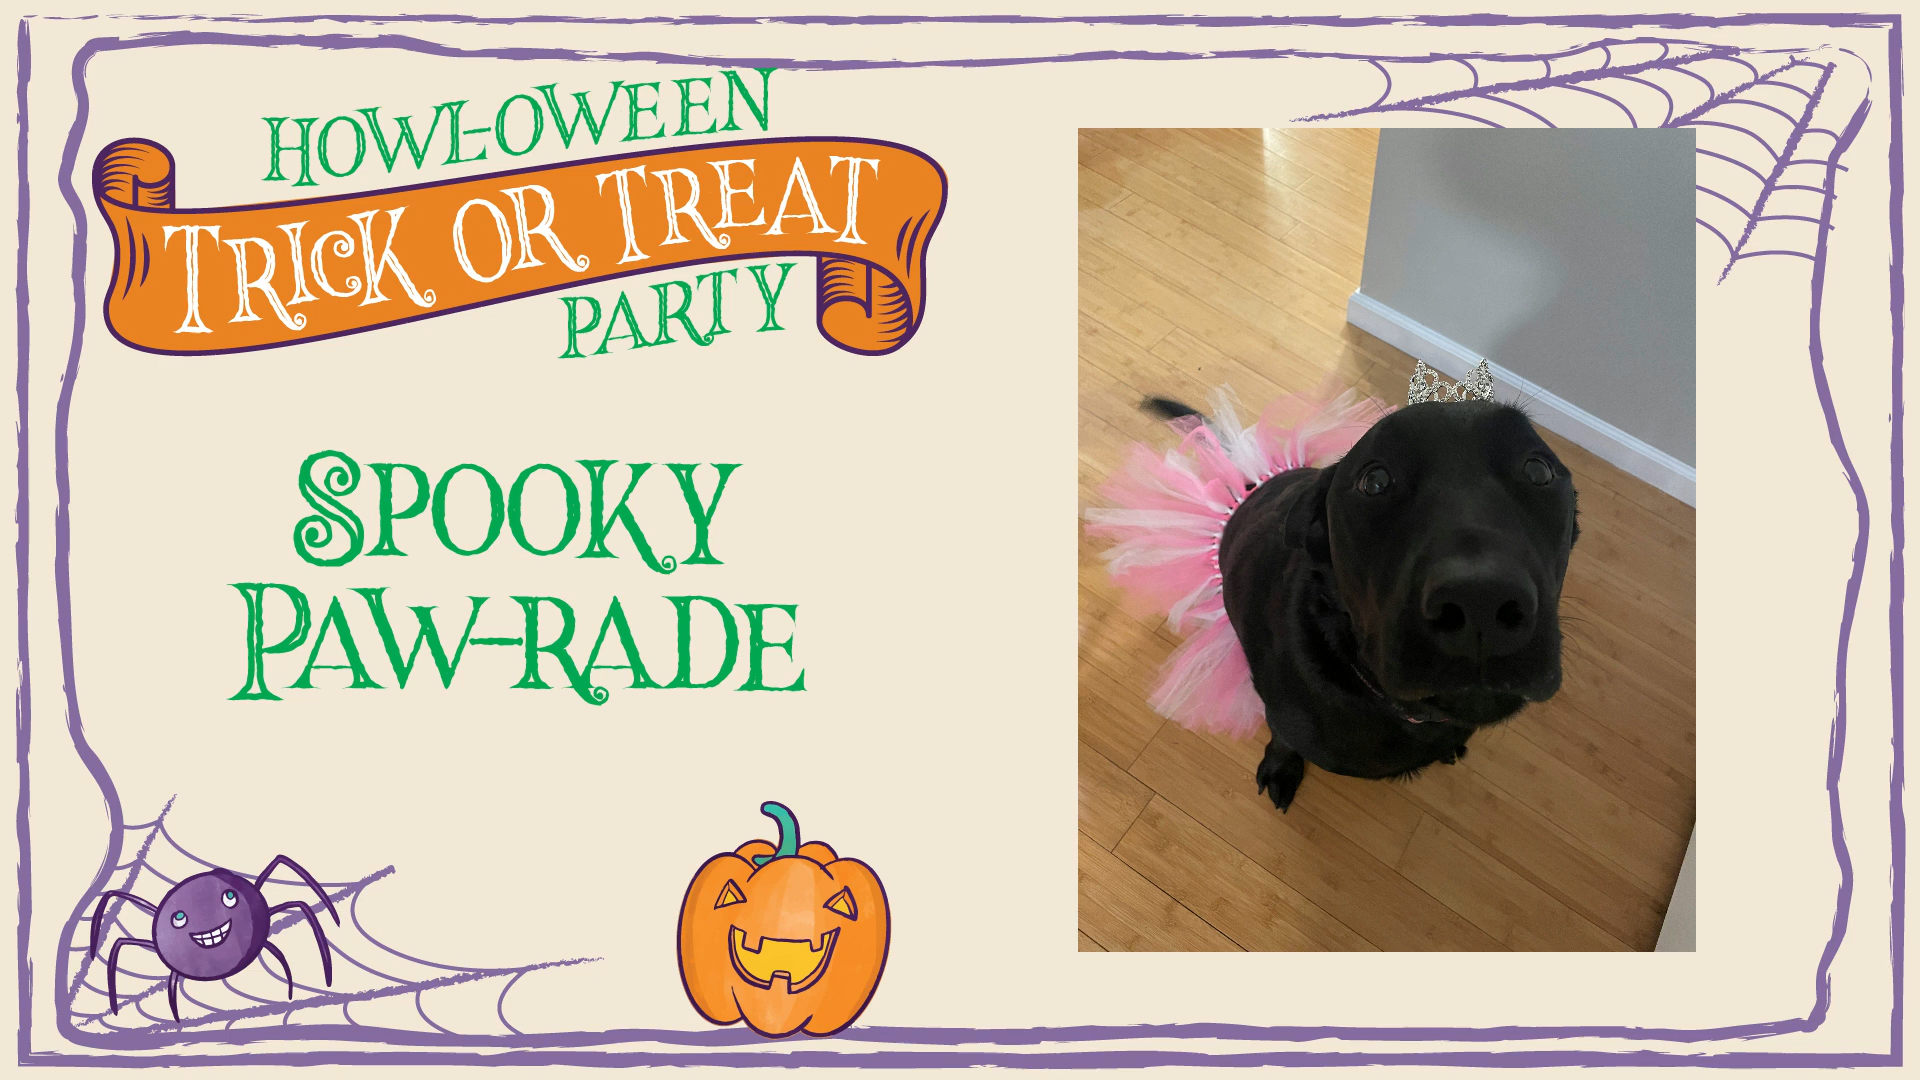 HOWL-OWEEN
TRICK OR TREAT
PARTY
SPOOKY
PAW-RADE